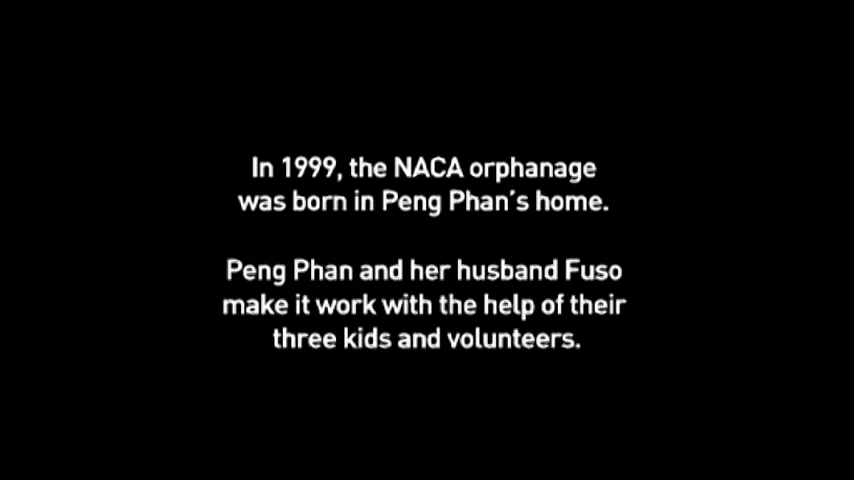 In 1999, the NACA orphanage
was born in Peng Phan's home.
Peng Phan and her husband Fuso
make it work with the help of their
three kids and volunteers.